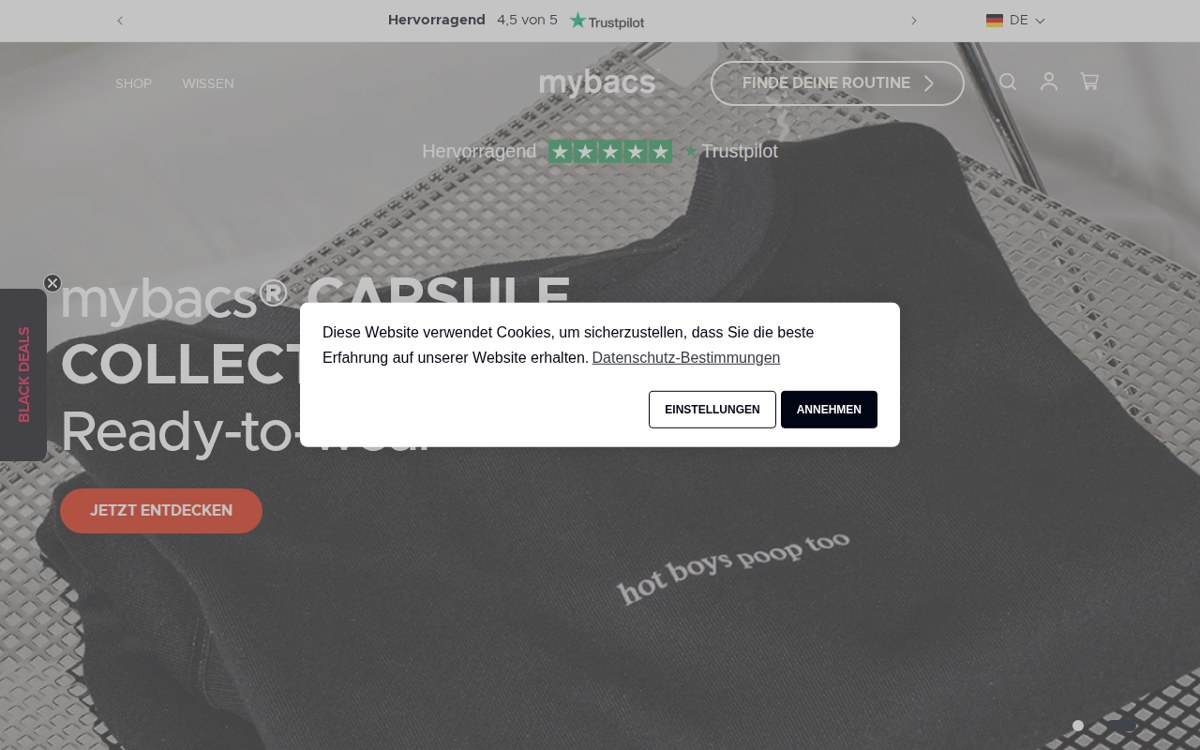 Hervorragend 4,5 von 5 Trustpilot
DE
SHOP WISSEN
mybacs
FINDE DEINE ROUTINE
Hervorragend Trustpilot
mybacs® CAPSULE
COLLECT
Ready-to-wear
JETZT ENTDECKEN
BLACK DEALS
Diese Website verwendet Cookies, um sicherzustellen, dass Sie die beste
Erfahrung auf unserer Website erhalten. Datenschutz-Bestimmungen
EINSTELLUNGEN ANNEHMEN
hot boys poop too